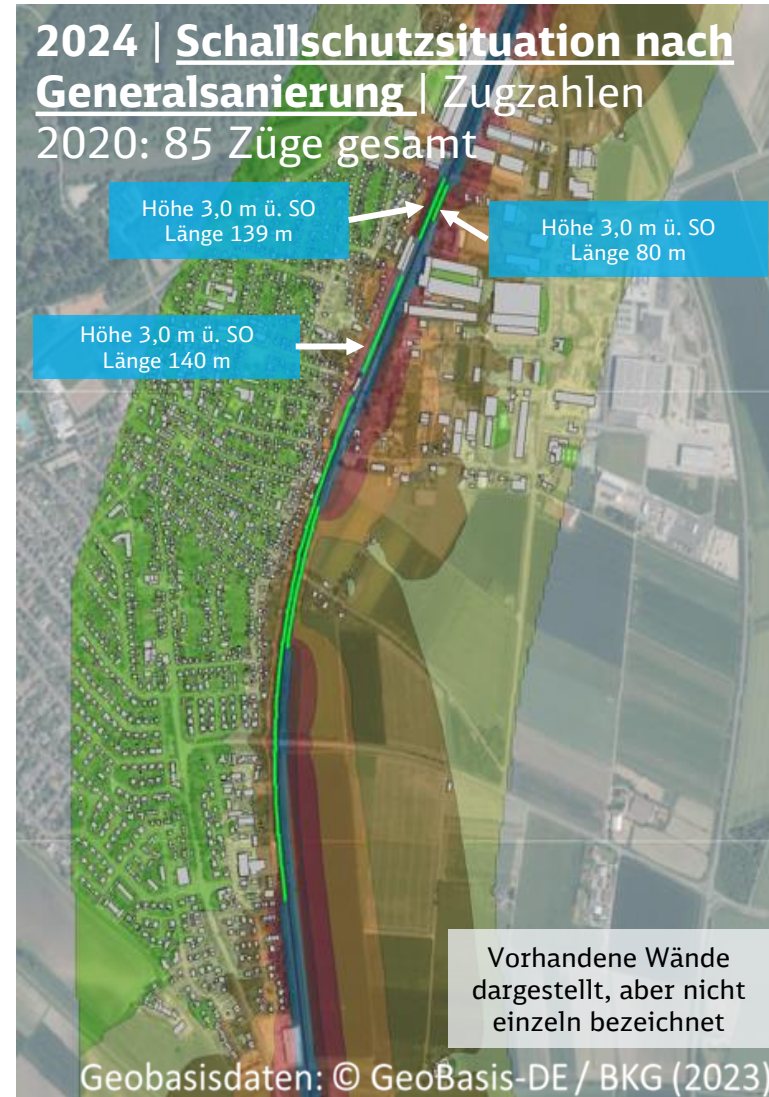 2024 | Schallschutzsituation nach
Generalsanierung | Zugzahlen
2020: 85 Züge gesamt
Höhe 3,0 m ü. SO
Länge 139 m
Höhe 3,0 m ü. SO
Länge 80 m
Höhe 3,0 m ü. SO
Länge 140 m
Vorhandene Wände
dargestellt, aber nicht
einzeln bezeichnet
Geobasisdaten: © GeoBasis-DE / BKG (2023)